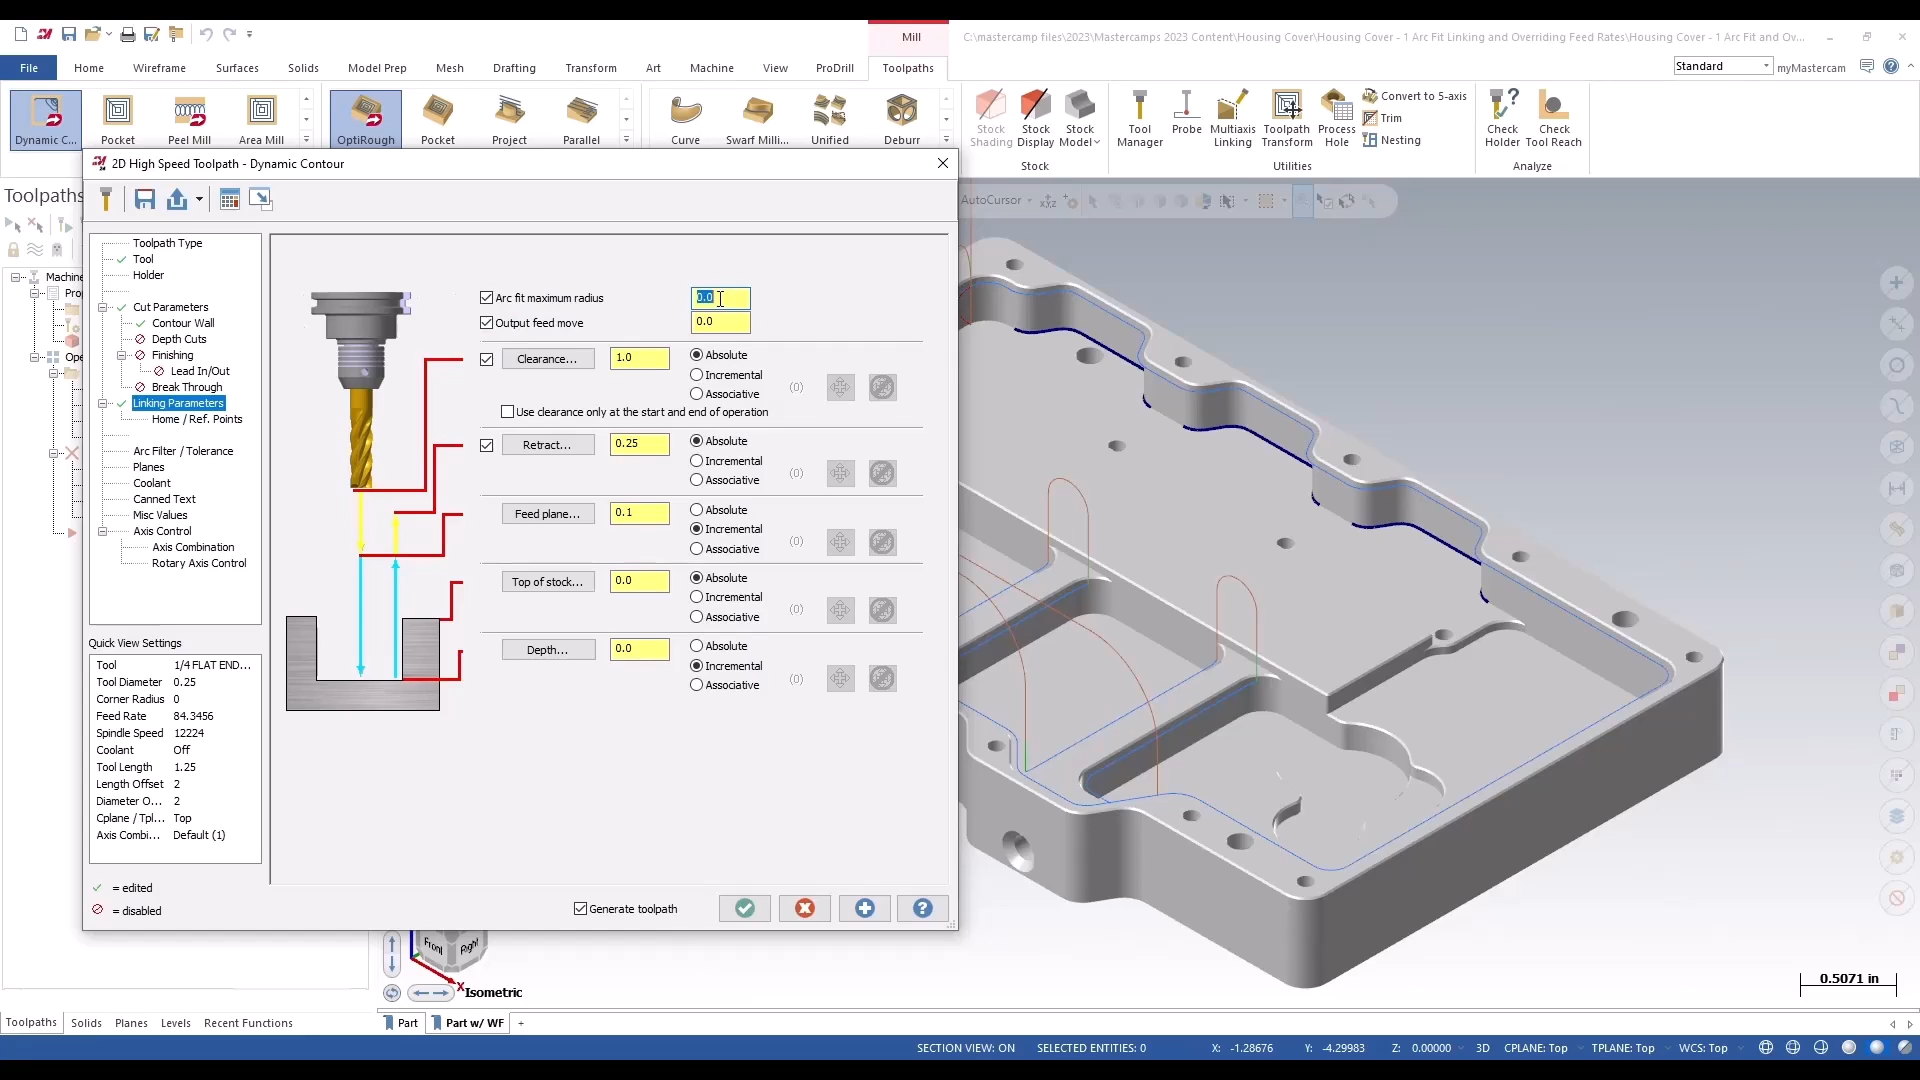 Mill
C:\mastercamp files\2023\Mastercamps 2023 Content\Housing Cover\Housing Cover - 1 Arc Fit Linking and Overriding Feed Rates\Housing Cover - 1 Arc Fit and Ov...
File Home Wireframe Surfaces Solids Model Prep Mesh Drafting Transform Art Machine View ProDrill Toolpaths
Standard myMastercam
Dynamic C... Pocket Peel Mill Area Mill OptiRough Pocket Project Parallel Curve Swarf Milli... Unified Deburr
Stock Shading Stock Display Stock Model
Tool Manager Probe Multiaxis Linking Toolpath Transform Process Hole
Convert to 5-axis
Trim
Nesting
Check Holder Check Tool Reach
Stock Utilities Analyze
2D High Speed Toolpath - Dynamic Contour
Toolpaths
AutoCursor
Machine
Pro
Ope
Toolpath Type
Tool
Holder
Cut Parameters
Contour Wall
Depth Cuts
Finishing
Lead In/Out
Break Through
Linking Parameters
Home / Ref. Points
Arc Filter / Tolerance
Planes
Coolant
Canned Text
Misc Values
Axis Control
Axis Combination
Rotary Axis Control
Quick View Settings
Tool 1/4 FLAT END...
Tool Diameter 0.25
Corner Radius 0
Feed Rate 84.3456
Spindle Speed 12224
Coolant Off
Tool Length 1.25
Length Offset 2
Diameter O... 2
Cplane / Tpl... Top
Axis Combi... Default (1)
= edited
= disabled
Arc fit maximum radius 0.0
Output feed move 0.0
Clearance... 1.0 Absolute
Incremental
Associative (0)
Use clearance only at the start and end of operation
Retract... 0.25 Absolute
Incremental
Associative (0)
Feed plane... 0.1 Absolute
Incremental
Associative (0)
Top of stock... 0.0 Absolute
Incremental
Associative (0)
Depth... 0.0 Absolute
Incremental
Associative (0)
Generate toolpath
Front Right
X
Isometric
0.5071 in
Toolpaths Solids Planes Levels Recent Functions
Part Part w/ WF +
SECTION VIEW: ON SELECTED ENTITIES: 0 X: -1.28676 Y: -4.29983 Z: 0.00000 3D CPLANE: Top TPLANE: Top WCS: Top